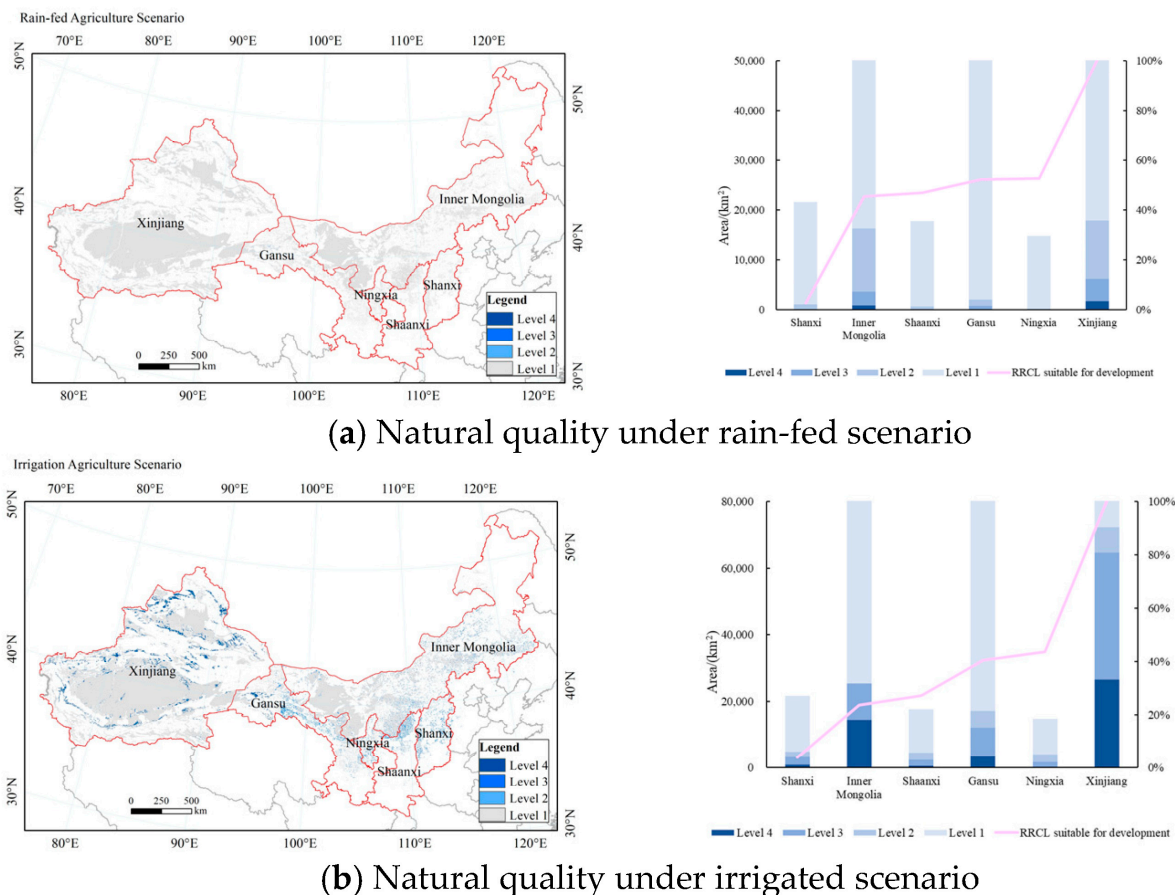 Rain-fed Agriculture Scenario
70°E 80°E 90°E 100°E 110°E 120°E
50°N
50°N
40°N
40°N
30°N
30°N
Xinjiang
Inner Mongolia
Gansu
Ningxia
Shanxi
Shaanxi
Legend
Level 4
Level 3
Level 2
Level 1
0 250 500
km
80°E 90°E 100°E 110°E 120°E
Area/(km²)
50,000
40,000
30,000
20,000
10,000
0
100%
80%
60%
40%
20%
0%
Shanxi Inner Mongolia Shaanxi Gansu Ningxia Xinjiang
Level 4 Level 3 Level 2 Level 1 RRCL suitable for development
(a) Natural quality under rain-fed scenario
Irrigation Agriculture Scenario
70°E 80°E 90°E 100°E 110°E 120°E
50°N
50°N
40°N
40°N
30°N
30°N
Xinjiang
Inner Mongolia
Gansu
Ningxia
Shanxi
Shaanxi
Legend
Level 4
Level 3
Level 2
Level 1
0 250 500
km
80°E 90°E 100°E 110°E 120°E
Area/(km²)
80,000
60,000
40,000
20,000
0
100%
80%
60%
40%
20%
0%
Shanxi Inner Mongolia Shaanxi Gansu Ningxia Xinjiang
Level 4 Level 3 Level 2 Level 1 RRCL suitable for development
(b) Natural quality under irrigated scenario